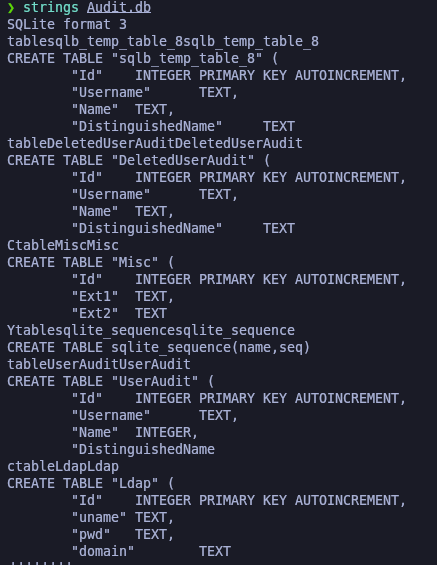 ❯ strings Audit.db
SQLite format 3
tablesqlb_temp_table_8sqlb_temp_table_8
CREATE TABLE "sqlb_temp_table_8" (
        "Id"    INTEGER PRIMARY KEY AUTOINCREMENT,
        "Username"      TEXT,
        "Name"  TEXT,
        "DistinguishedName"     TEXT
tableDeletedUserAuditDeletedUserAudit
CREATE TABLE "DeletedUserAudit" (
        "Id"    INTEGER PRIMARY KEY AUTOINCREMENT,
        "Username"      TEXT,
        "Name"  TEXT,
        "DistinguishedName"     TEXT
CtableMiscMisc
CREATE TABLE "Misc" (
        "Id"    INTEGER PRIMARY KEY AUTOINCREMENT,
        "Ext1"  TEXT,
        "Ext2"  TEXT
Ytablesqlite_sequencesqlite_sequence
CREATE TABLE sqlite_sequence(name,seq)
tableUserAuditUserAudit
CREATE TABLE "UserAudit" (
        "Id"    INTEGER PRIMARY KEY AUTOINCREMENT,
        "Username"      TEXT,
        "Name"  INTEGER,
        "DistinguishedName
ctableLdapLdap
CREATE TABLE "Ldap" (
        "Id"    INTEGER PRIMARY KEY AUTOINCREMENT,
        "uname" TEXT,
        "pwd"   TEXT,
        "domain"        TEXT